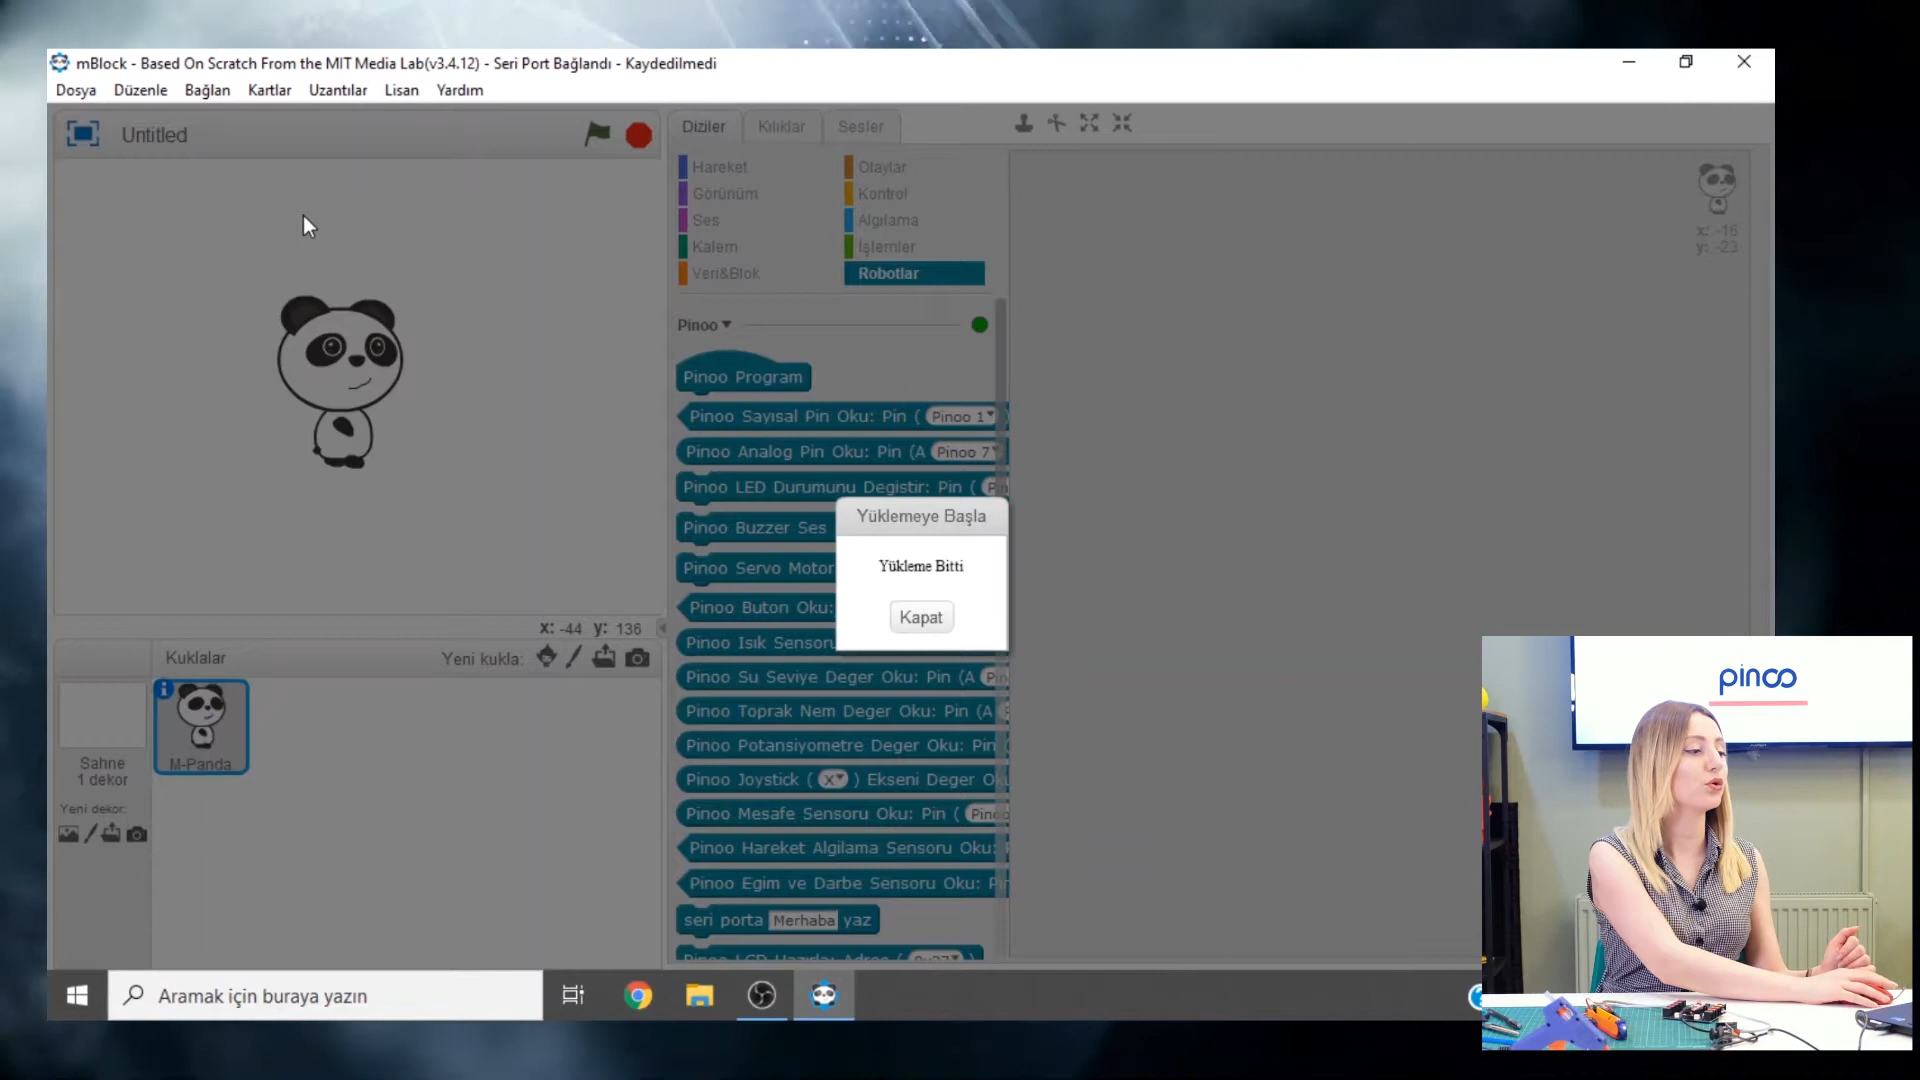 mBlock - Based On Scratch From the MIT Media Lab(v3.4.12) - Seri Port Bağlandı - Kaydedilmedi
Dosya Düzenle Bağlan Kartlar Uzantılar Lisan Yardım
Untitled
Diziler Kılıklar Sesler
Hareket Olaylar
Görünüm Kontrol
Ses Algılama
Kalem İşlemler
Veri&Blok Robotlar
x: -16
y: -23
Pinoo
Pinoo Program
Pinoo Sayısal Pin Oku: Pin ( Pinoo 1
Pinoo Analog Pin Oku: Pin (A Pinoo 7
Pinoo LED Durumunu Degistir: Pin (
Pinoo Buzzer Ses
Pinoo Servo Motor
Pinoo Buton Oku:
Pinoo Isık Sensoru
Pinoo Su Seviye Deger Oku: Pin (A
Pinoo Toprak Nem Deger Oku: Pin (A
Pinoo Potansiyometre Deger Oku: Pin
Pinoo Joystick ( X ) Ekseni Deger
Pinoo Mesafe Sensoru Oku: Pin (
Pinoo Hareket Algilama Sensoru Oku:
Pinoo Egim ve Darbe Sensoru Oku:
seri porta Merhaba yaz
Yüklemeye Başla
Yükleme Bitti
Kapat
x: -44 y: 136
Kuklalar Yeni kukla:
M-Panda
Sahne
1 dekor
Yeni dekor:
pinoo
Aramak için buraya yazın